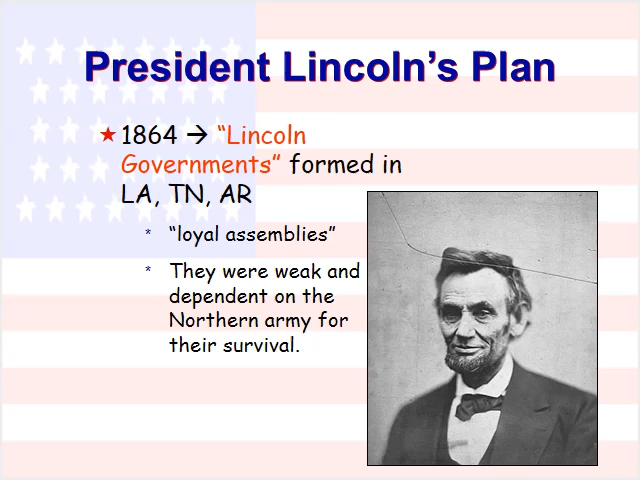 President Lincoln’s Plan
1864 → “Lincoln
Governments” formed in
LA, TN, AR
“loyal assemblies”
They were weak and
dependent on the
Northern army for
their survival.